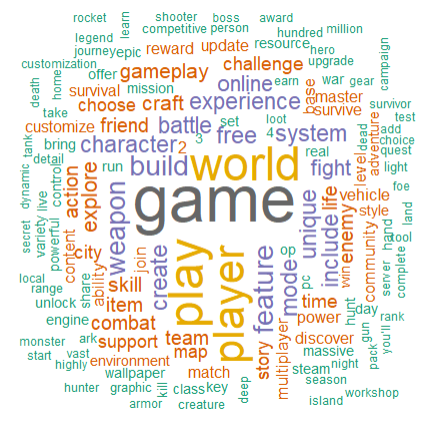 rocket
learn
shooter
boss
award
legend
competitive
person
hundred
million
journey
epic
reward
update
resource
hero
customization
offer
gameplay
challenge
upgrade
campaign
death
home
survival
mission
online
earn
war
gear
take
choose
craft
experience
base
master
survive
survivor
customize
friend
battle
set
loot
free
4
system
test
add
choice
tank
bring
character
2
3
real
dead
adventure
quest
detail
run
build
world
fight
level
light
dynamic
live
control
action
explore
weapon
game
unique
life
vehicle
style
foe
secret
variety
powerful
content
city
ability
join
create
play
player
feature
mode
include
enemy
community
hand
land
tool
local
range
share
skill
op
pc
win
server
complete
unlock
item
time
hunt
day
engine
combat
power
gun
rank
you'll
monster
ark
support
team
story
multiplayer
discover
start
vast
environment
map
massive
night
pack
highly
wallpaper
match
steam
season
hunter
graphic
kill
class
key
deep
workshop
armor
creature
island